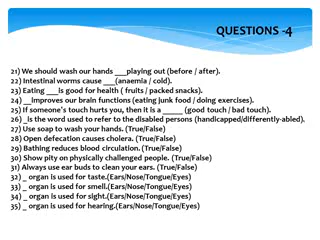 QUESTIONS -4
21) We should wash our hands ___playing out (before / after).
22) Intestinal worms cause ___(anaemia / cold).
23) Eating ___is good for health ( fruits / packed snacks).
24) __improves our brain functions (eating junk food / doing exercises).
25) If someone's touch hurts you, then it is a _____ (good touch / bad touch).
26) _is the word used to refer to the disabled persons (handicapped/differently-abled).
27) Use soap to wash your hands. (True/False)
28) Open defecation causes cholera. (True/False)
29) Bathing reduces blood circulation. (True/False)
30) Show pity on physically challenged people. (True/False)
31) Always use ear buds to clean your ears. (True/False)
32) _ organ is used for taste.(Ears/Nose/Tongue/Eyes)
33) _ organ is used for smell.(Ears/Nose/Tongue/Eyes)
34) _ organ is used for sight.(Ears/Nose/Tongue/Eyes)
35) _ organ is used for hearing.(Ears/Nose/Tongue/Eyes)